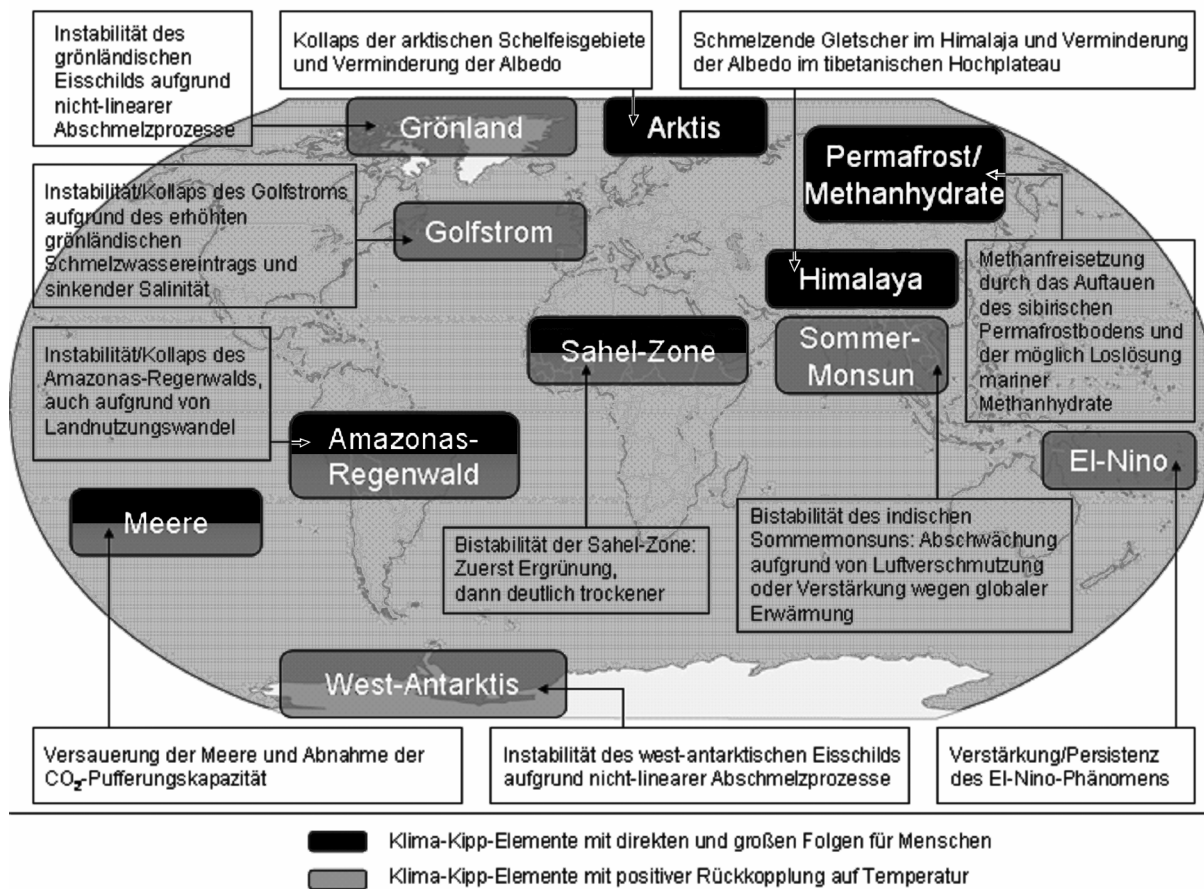 Instabilität des
grönländischen
Eisschilds aufgrund
nicht-linearer
Abschmelzprozesse
Kollaps der arktischen Schelfeisgebiete
und Verminderung der Albedo
Schmelzende Gletscher im Himalaja und Verminderung
der Albedo im tibetanischen Hochplateau
Grönland
Arktis
Permafrost/
Methanhydrate
Instabilität/Kollaps des Golfstroms
aufgrund des erhöhten
grönländischen
Schmelzwassereintrags und
sinkender Salinität
Golfstrom
Himalaya
Methanfreisetzung
durch das Auftauen
des sibirischen
Permafrostbodens und
der möglich Loslösung
mariner
Methanhydrate
Instabilität/Kollaps des
Amazonas-Regenwalds,
auch aufgrund von
Landnutzungswandel
Sahel-Zone
Sommer-
Monsun
Amazonas-
Regenwald
El-Nino
Meere
Bistabilität der Sahel-Zone:
Zuerst Ergrünung,
dann deutlich trockener
Bistabilität des indischen
Sommermonsuns: Abschwächung
aufgrund von Luftverschmutzung
oder Verstärkung wegen globaler
Erwärmung
West-Antarktis
Versauerung der Meere und Abnahme der
CO₂-Pufferungskapazität
Instabilität des west-antarktischen Eisschilds
aufgrund nicht-linearer Abschmelzprozesse
Verstärkung/Persistenz
des El-Nino-Phänomens
Klima-Kipp-Elemente mit direkten und großen Folgen für Menschen
Klima-Kipp-Elemente mit positiver Rückkopplung auf Temperatur